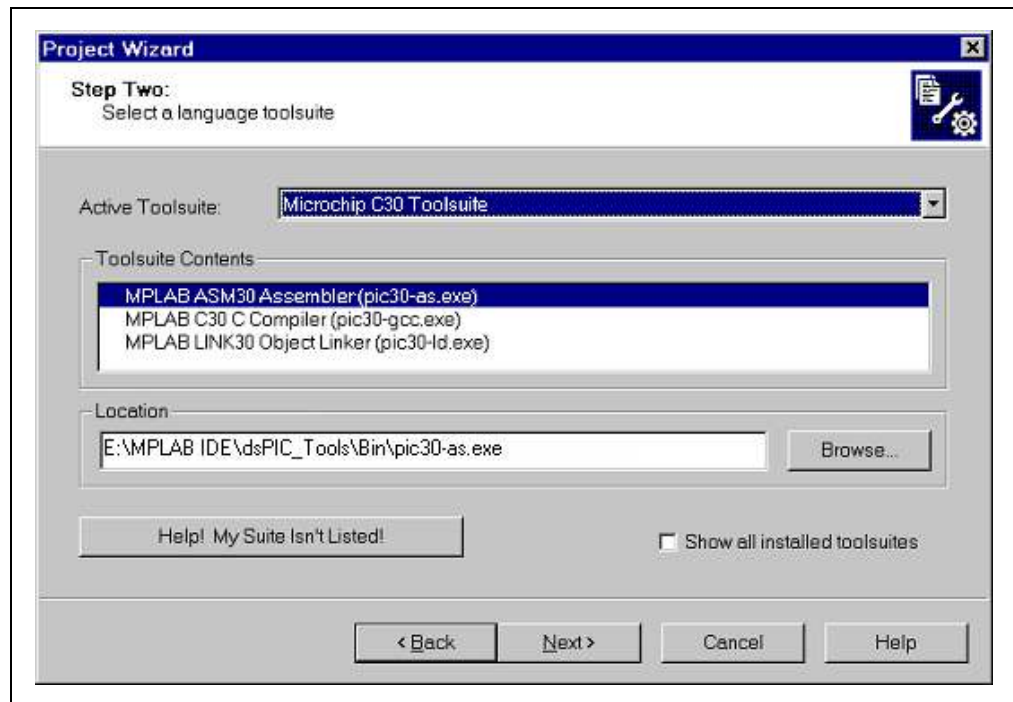 Project Wizard
Step Two:
Select a language toolsuite
Active Toolsuite: Microchip C30 Toolsuite
Toolsuite Contents
MPLAB ASM30 Assembler (pic30-as.exe)
MPLAB C30 C Compiler (pic30-gcc.exe)
MPLAB LINK30 Object Linker (pic30-ld.exe)
Location
E:\MPLAB IDE\dsPIC_Tools\Bin\pic30-as.exe Browse...
Help! My Suite Isn't Listed! Show all installed toolsuites
< Back Next > Cancel Help